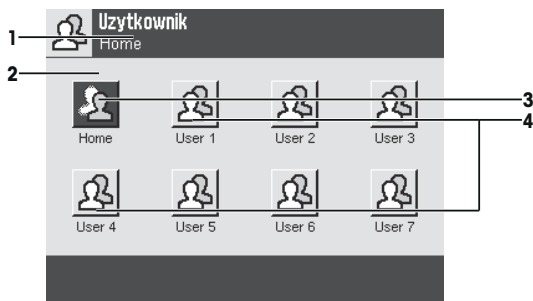 Uzytkownik
1 Home
2
3
4
Home User 1 User 2 User 3
User 4 User 5 User 6 User 7